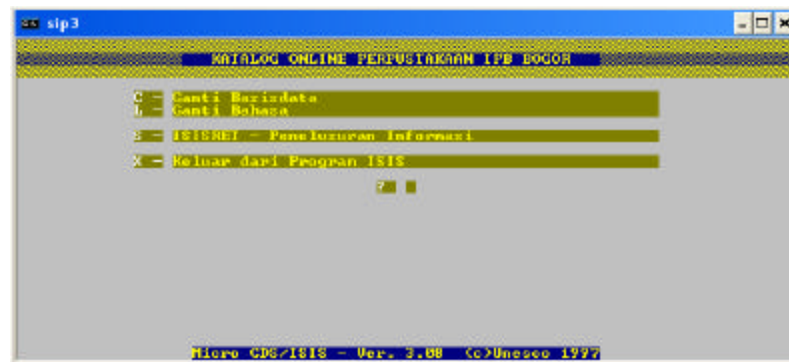 sip3
KATALOG ONLINE PERPUSTAKAAN IPB BOGOR
C - Ganti Basisdata
L - Ganti Bahasa
S - ISISRET - Penelusuran Informasi
X - Keluar dari Program ISIS
?
Micro CDS/ISIS - Ver. 3.08 (c)Unesco 1997